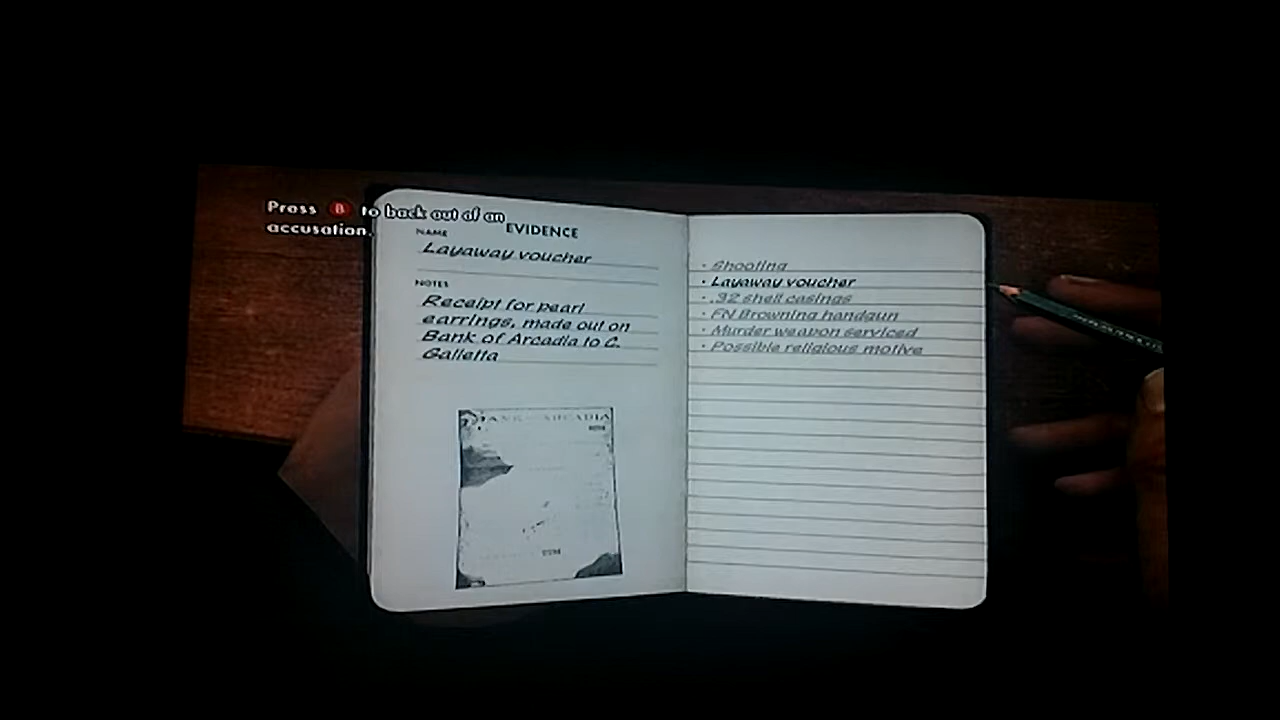 Press B to back out of an
accusation.
EVIDENCE
NAME
Layaway voucher
NOTES
Receipt for pearl
earrings, made out on
Bank of Arcadia to C.
Galletta
ARCADIA
• Shooting
• Layaway voucher
• .32 shell casings
• FN Browning handgun
• Murder weapon serviced
• Possible religious motive